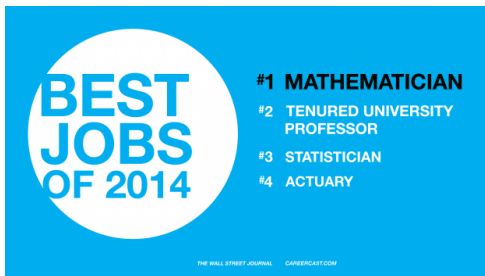 BEST
JOBS
OF 2014
#1 MATHEMATICIAN
#2 TENURED UNIVERSITY
PROFESSOR
#3 STATISTICIAN
#4 ACTUARY
THE WALL STREET JOURNAL CAREERCAST.COM